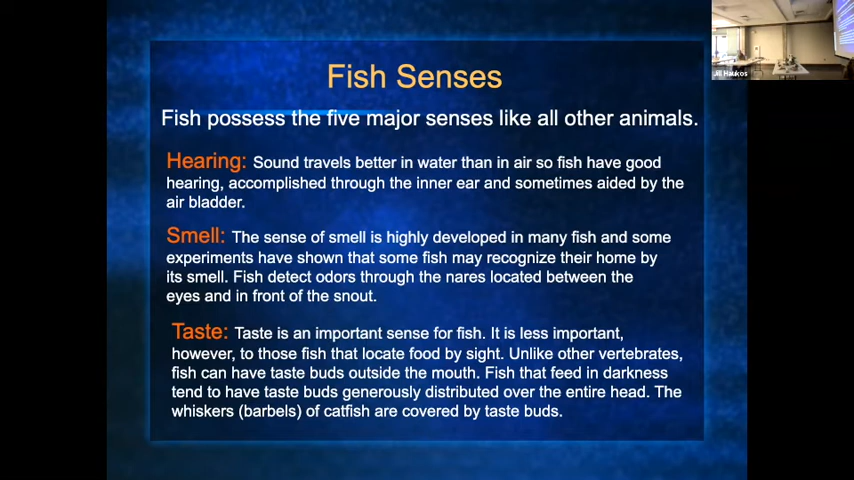 Fish Senses
Fish possess the five major senses like all other animals.
Hearing: Sound travels better in water than in air so fish have good
hearing, accomplished through the inner ear and sometimes aided by the
air bladder.
Smell: The sense of smell is highly developed in many fish and some
experiments have shown that some fish may recognize their home by
its smell. Fish detect odors through the nares located between the
eyes and in front of the snout.
Taste: Taste is an important sense for fish. It is less important,
however, to those fish that locate food by sight. Unlike other vertebrates,
fish can have taste buds outside the mouth. Fish that feed in darkness
tend to have taste buds generously distributed over the entire head. The
whiskers (barbels) of catfish are covered by taste buds.
Jill Haukos